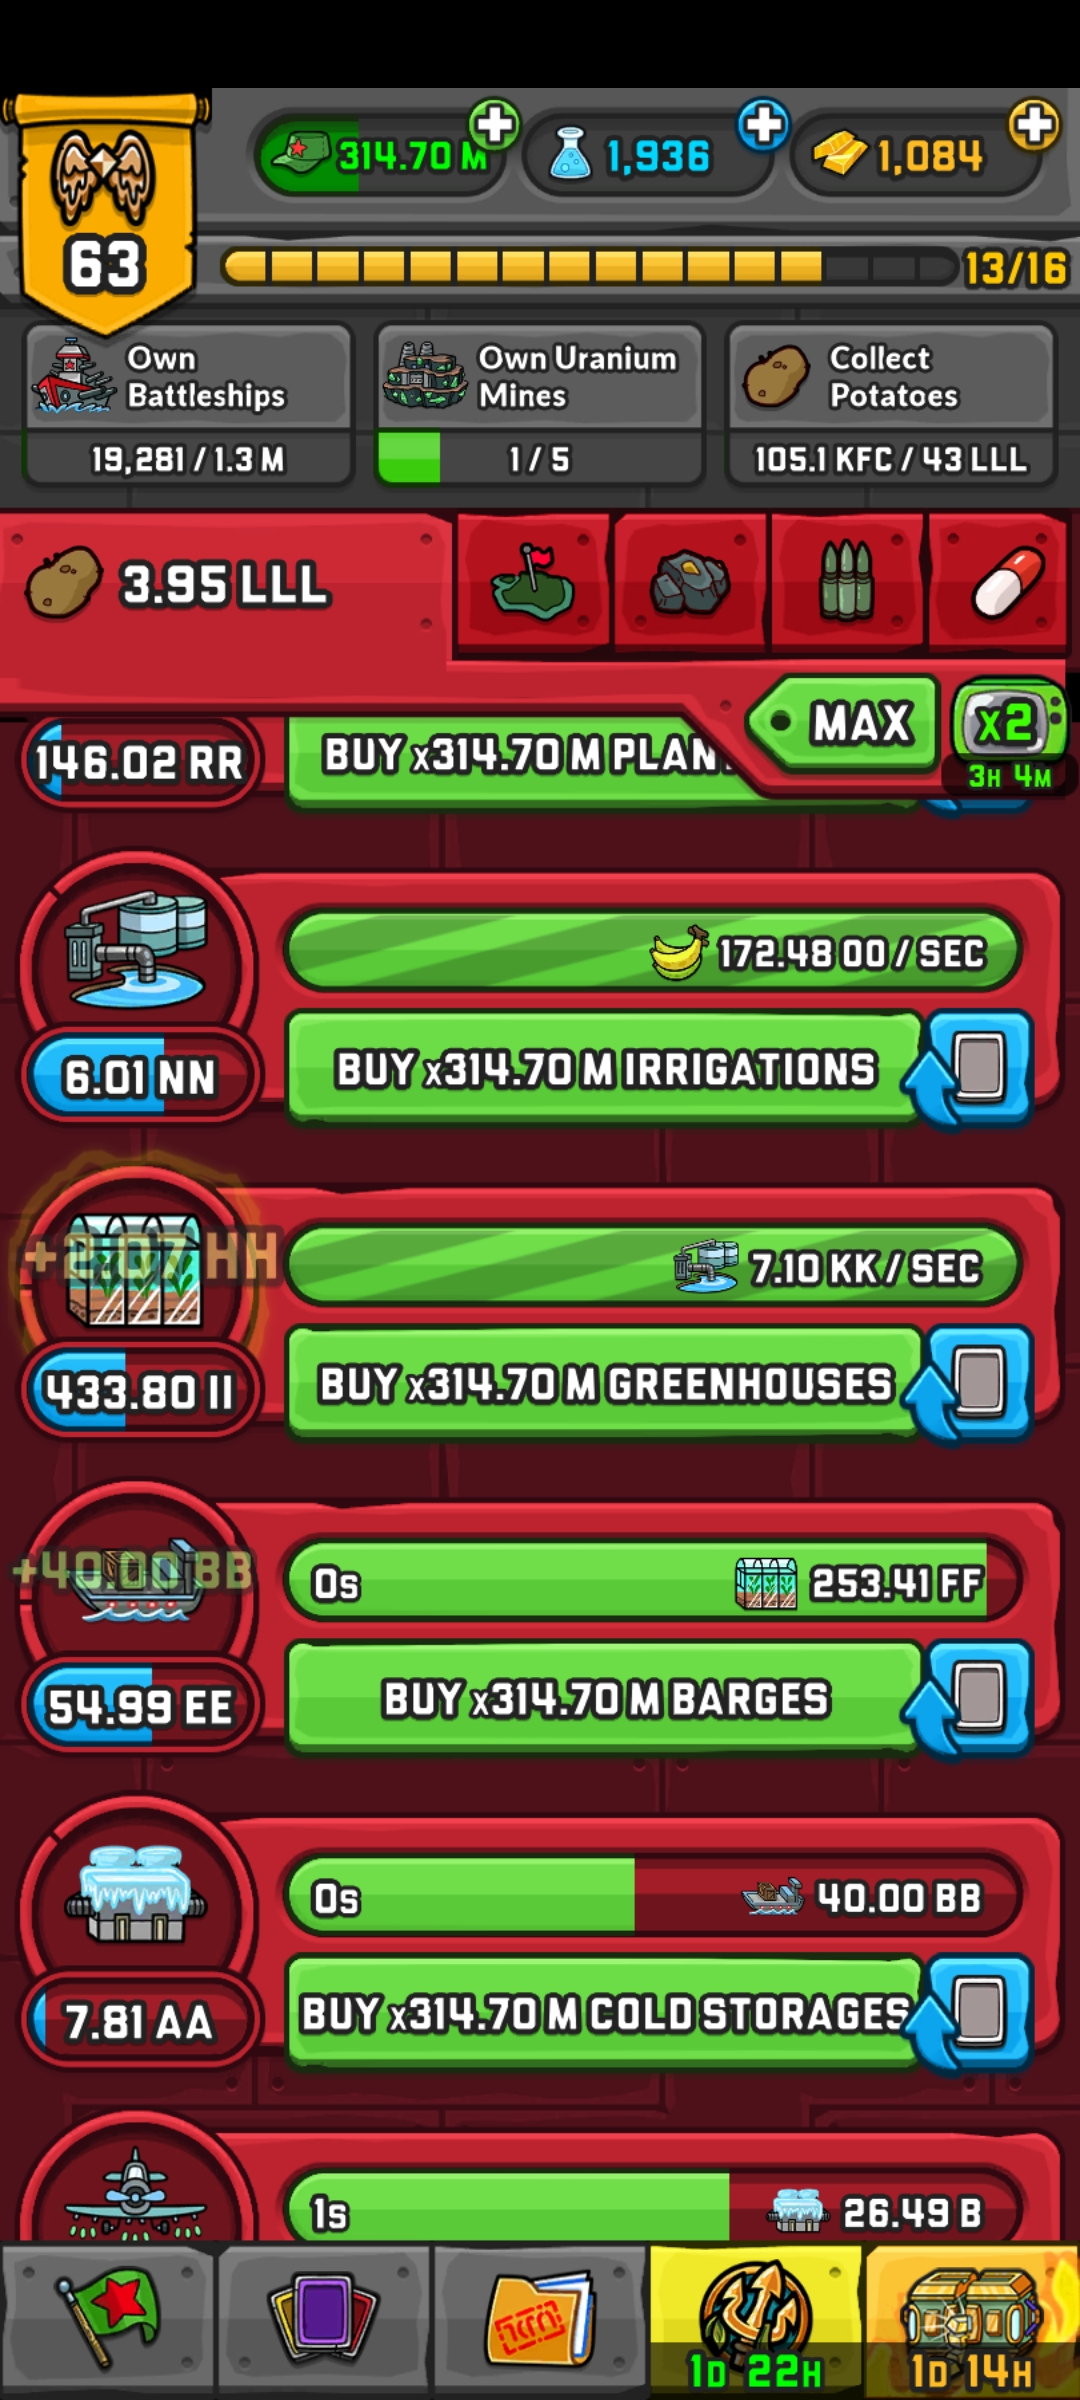 314.70 M
1,936
1,084
63
13/16
Own
Battleships
19,281 / 1.3 M
Own Uranium
Mines
1 / 5
Collect
Potatoes
105.1 KFC / 43 LLL
3.95 LLL
MAX
x2
3H 4M
146.02 RR
BUY x314.70 M PLAN
172.48 OO / SEC
6.01 NN
BUY x314.70 M IRRIGATIONS
+2.07 HH
7.10 KK / SEC
433.80 II
BUY x314.70 M GREENHOUSES
+40.00 BB
0s
253.41 FF
54.99 EE
BUY x314.70 M BARGES
0s
40.00 BB
7.81 AA
BUY x314.70 M COLD STORAGES
1s
26.49 B
1D 22H
1D 14H